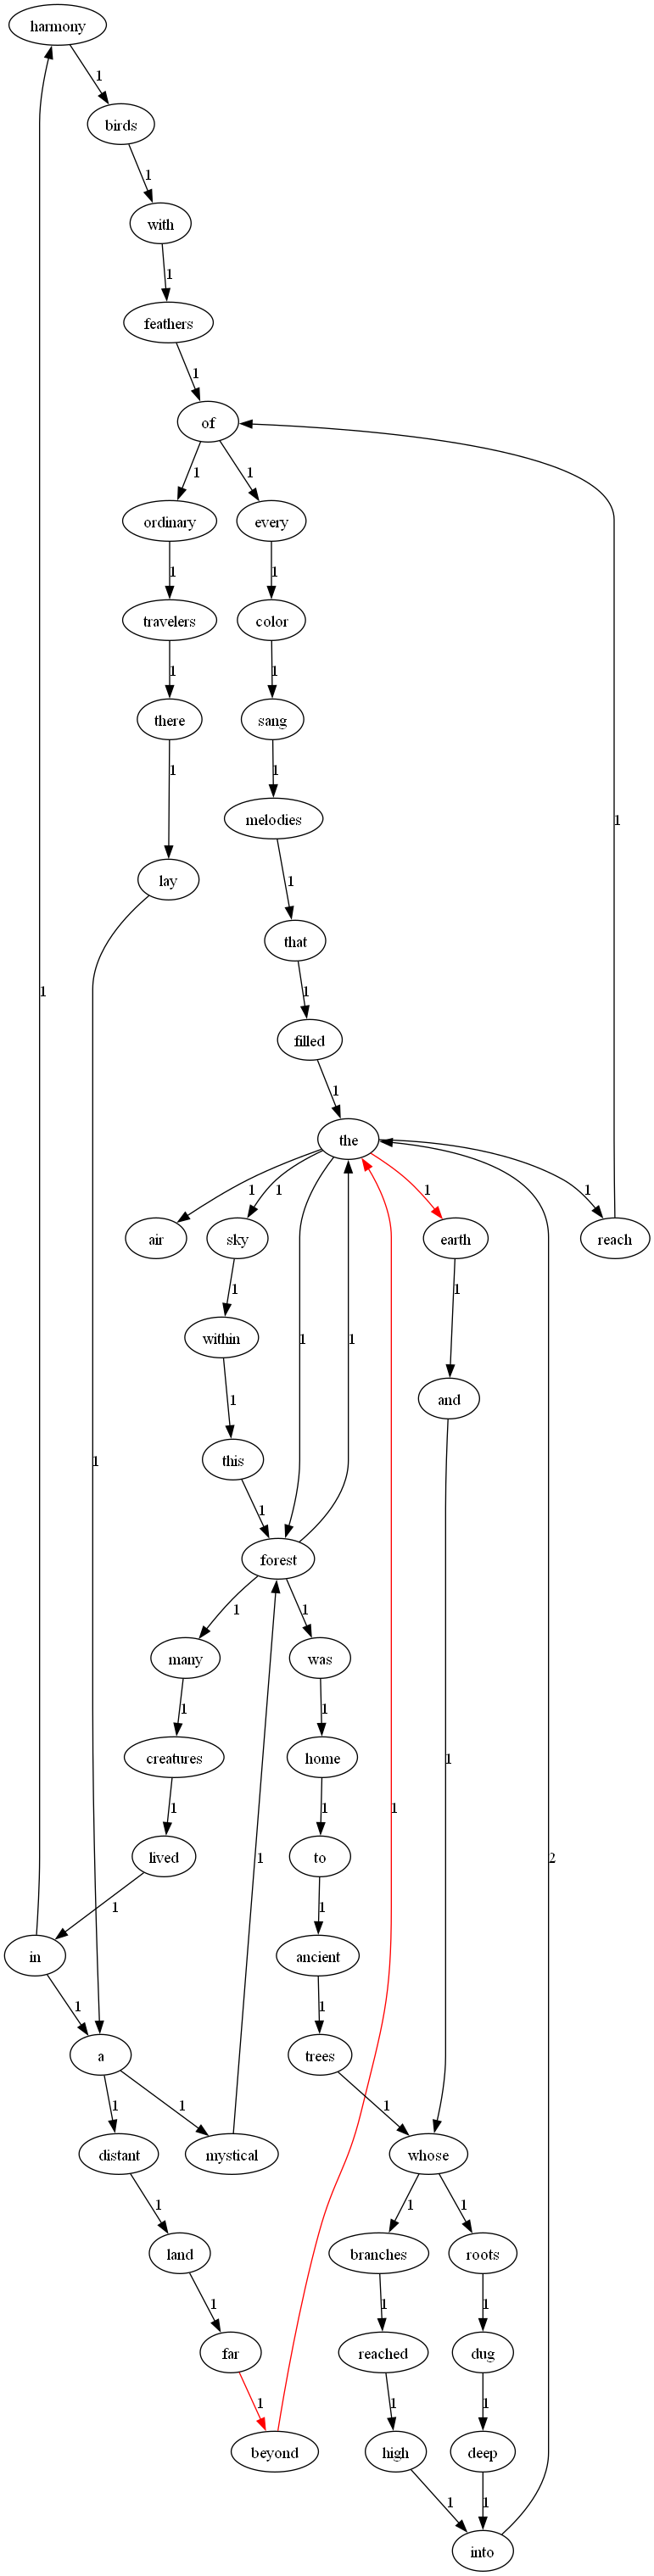 harmony
1
birds
1
with
1
feathers
1
of
1 1
ordinary every
1 1 1
travelers color
1 1
there sang
1 1
melodies
lay
1
that
1 1
filled
1
the
1 1 1 1
air sky earth reach
1 1
within
1 1
1
this
1 1
and
forest
1 1
many was
1 1
creatures home
1 1 1 1
lived to
1 1 1 2
in ancient
1 1
a trees
1 1 1
distant mystical whose
1 1 1
land branches roots
1 1 1
far reached dug
1 1 1
beyond high deep
1 1
into